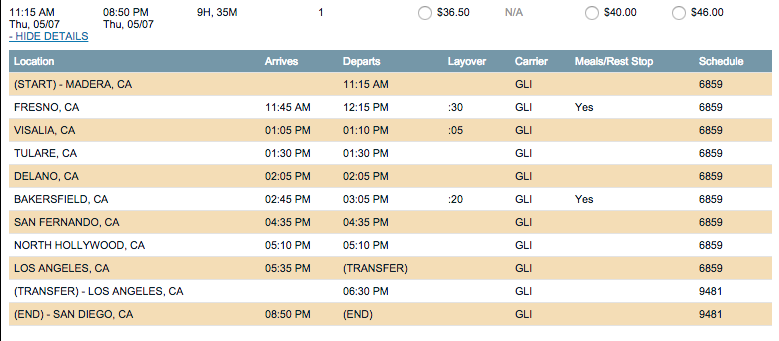 11:15 AM 08:50 PM 9H, 35M 1 $36.50 N/A $40.00 $46.00
Thu, 05/07 Thu, 05/07
- HIDE DETAILS
Location Arrives Departs Layover Carrier Meals/Rest Stop Schedule
(START) - MADERA, CA 11:15 AM GLI 6859
FRESNO, CA 11:45 AM 12:15 PM :30 GLI Yes 6859
VISALIA, CA 01:05 PM 01:10 PM :05 GLI 6859
TULARE, CA 01:30 PM 01:30 PM GLI 6859
DELANO, CA 02:05 PM 02:05 PM GLI 6859
BAKERSFIELD, CA 02:45 PM 03:05 PM :20 GLI Yes 6859
SAN FERNANDO, CA 04:35 PM 04:35 PM GLI 6859
NORTH HOLLYWOOD, CA 05:10 PM 05:10 PM GLI 6859
LOS ANGELES, CA 05:35 PM (TRANSFER) GLI 6859
(TRANSFER) - LOS ANGELES, CA 06:30 PM GLI 9481
(END) - SAN DIEGO, CA 08:50 PM (END) GLI 9481